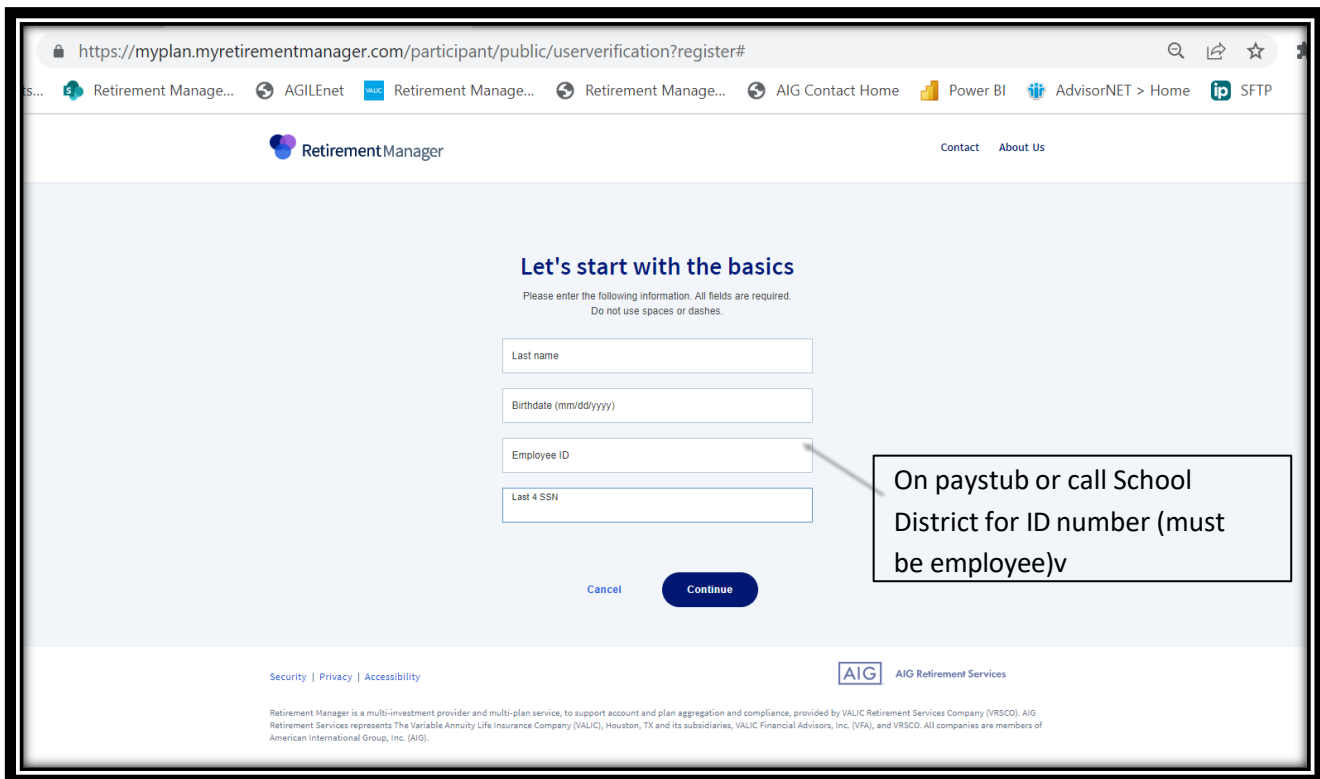 https://myplan.myretirementmanager.com/participant/public/userverification?register#
ts... Retirement Manage... AGILEnet VALIC Retirement Manage... Retirement Manage... AIG Contact Home Power BI AdvisorNET > Home ip SFTP
RetirementManager
Contact About Us
Let's start with the basics
Please enter the following information. All fields are required.
Do not use spaces or dashes.
Last name
Birthdate (mm/dd/yyyy)
Employee ID
Last 4 SSN
On paystub or call School
District for ID number (must
be employee)v
Cancel Continue
Security | Privacy | Accessibility
AIG AIG Retirement Services
Retirement Manager is a multi-investment provider and multi-plan service, to support account and plan aggregation and compliance, provided by VALIC Retirement Services Company (VRSCO). AIG
Retirement Services represents The Variable Annuity Life Insurance Company (VALIC), Houston, TX and its subsidiaries, VALIC Financial Advisors, Inc. (VFA), and VRSCO. All companies are members of
American International Group, Inc. (AIG).